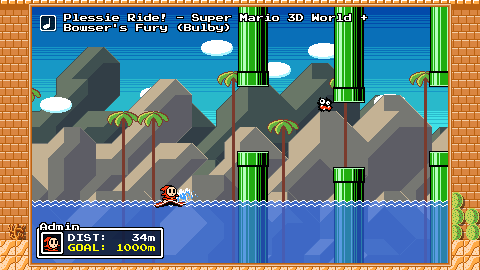 Plessie Ride! - Super Mario 3D World +
Bowser's Fury (Bulby)
Admin
DIST: 34m
GOAL: 1000m